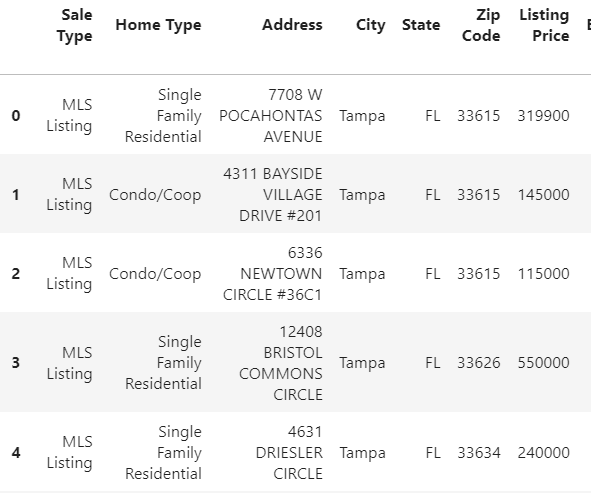 Sale Type Home Type Address City State Zip Code Listing Price
0 MLS Listing Single Family Residential 7708 W POCAHONTAS AVENUE Tampa FL 33615 319900
1 MLS Listing Condo/Coop 4311 BAYSIDE VILLAGE DRIVE #201 Tampa FL 33615 145000
2 MLS Listing Condo/Coop 6336 NEWTOWN CIRCLE #36C1 Tampa FL 33615 115000
3 MLS Listing Single Family Residential 12408 BRISTOL COMMONS CIRCLE Tampa FL 33626 550000
4 MLS Listing Single Family Residential 4631 DRIESLER CIRCLE Tampa FL 33634 240000